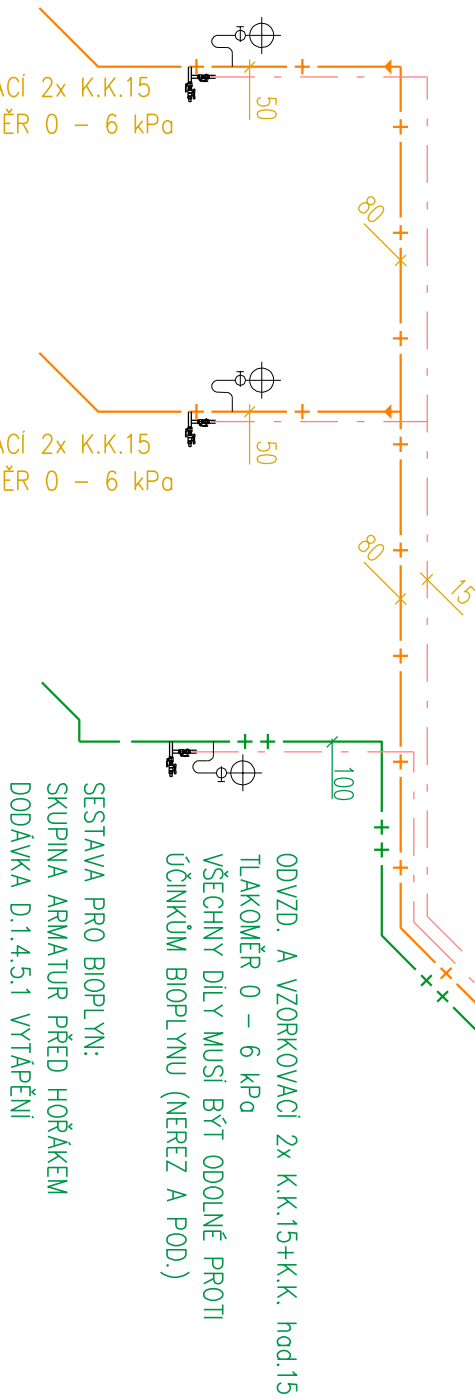 ACÍ 2x K.K.15
ĚR 0 – 6 kPa
50
80
ACÍ 2x K.K.15
ĚR 0 – 6 kPa
50
80
15
100
ODVZD. A VZORKOVACÍ 2x K.K.15+K.K. had.15
TLAKOMĚR 0 – 6 kPa
VŠECHNY DÍLY MUSÍ BÝT ODOLNÉ PROTI
ÚČINKŮM BIOPLYNU (NEREZ A POD.)
SESTAVA PRO BIOPLYN:
SKUPINA ARMATUR PŘED HOŘÁKEM
DODÁVKA D.1.4.5.1 VYTÁPĚNÍ